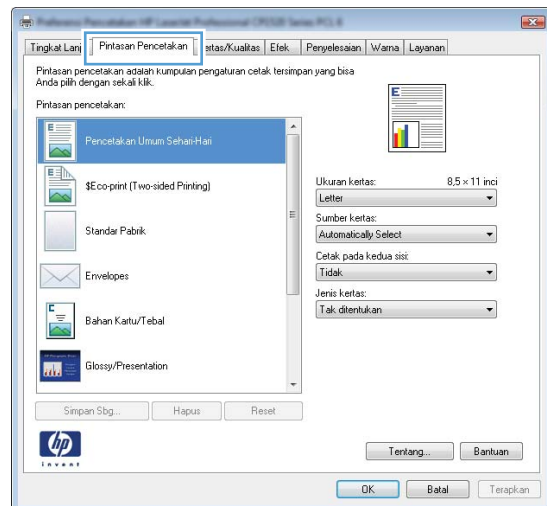 Tingkat Lanj
Pintasan Pencetakan
ertas/Kualitas
Efek
Penyelesaian
Warna
Layanan
Pintasan pencetakan adalah kumpulan pengaturan cetak tersimpan yang bisa
Anda pilih dengan sekali klik.
Pintasan pencetakan:
Pencetakan Umum Sehari-Hari
$Eco-print (Two-sided Printing)
Standar Pabrik
Envelopes
Bahan Kartu/Tebal
Glossy/Presentation
Ukuran kertas: 8,5 × 11 inci
Letter
Sumber kertas:
Automatically Select
Cetak pada kedua sisi:
Tidak
Jenis kertas:
Tak ditentukan
Simpan Sbg...
Hapus
Reset
hp
invent
Tentang...
Bantuan
OK
Batal
Terapkan